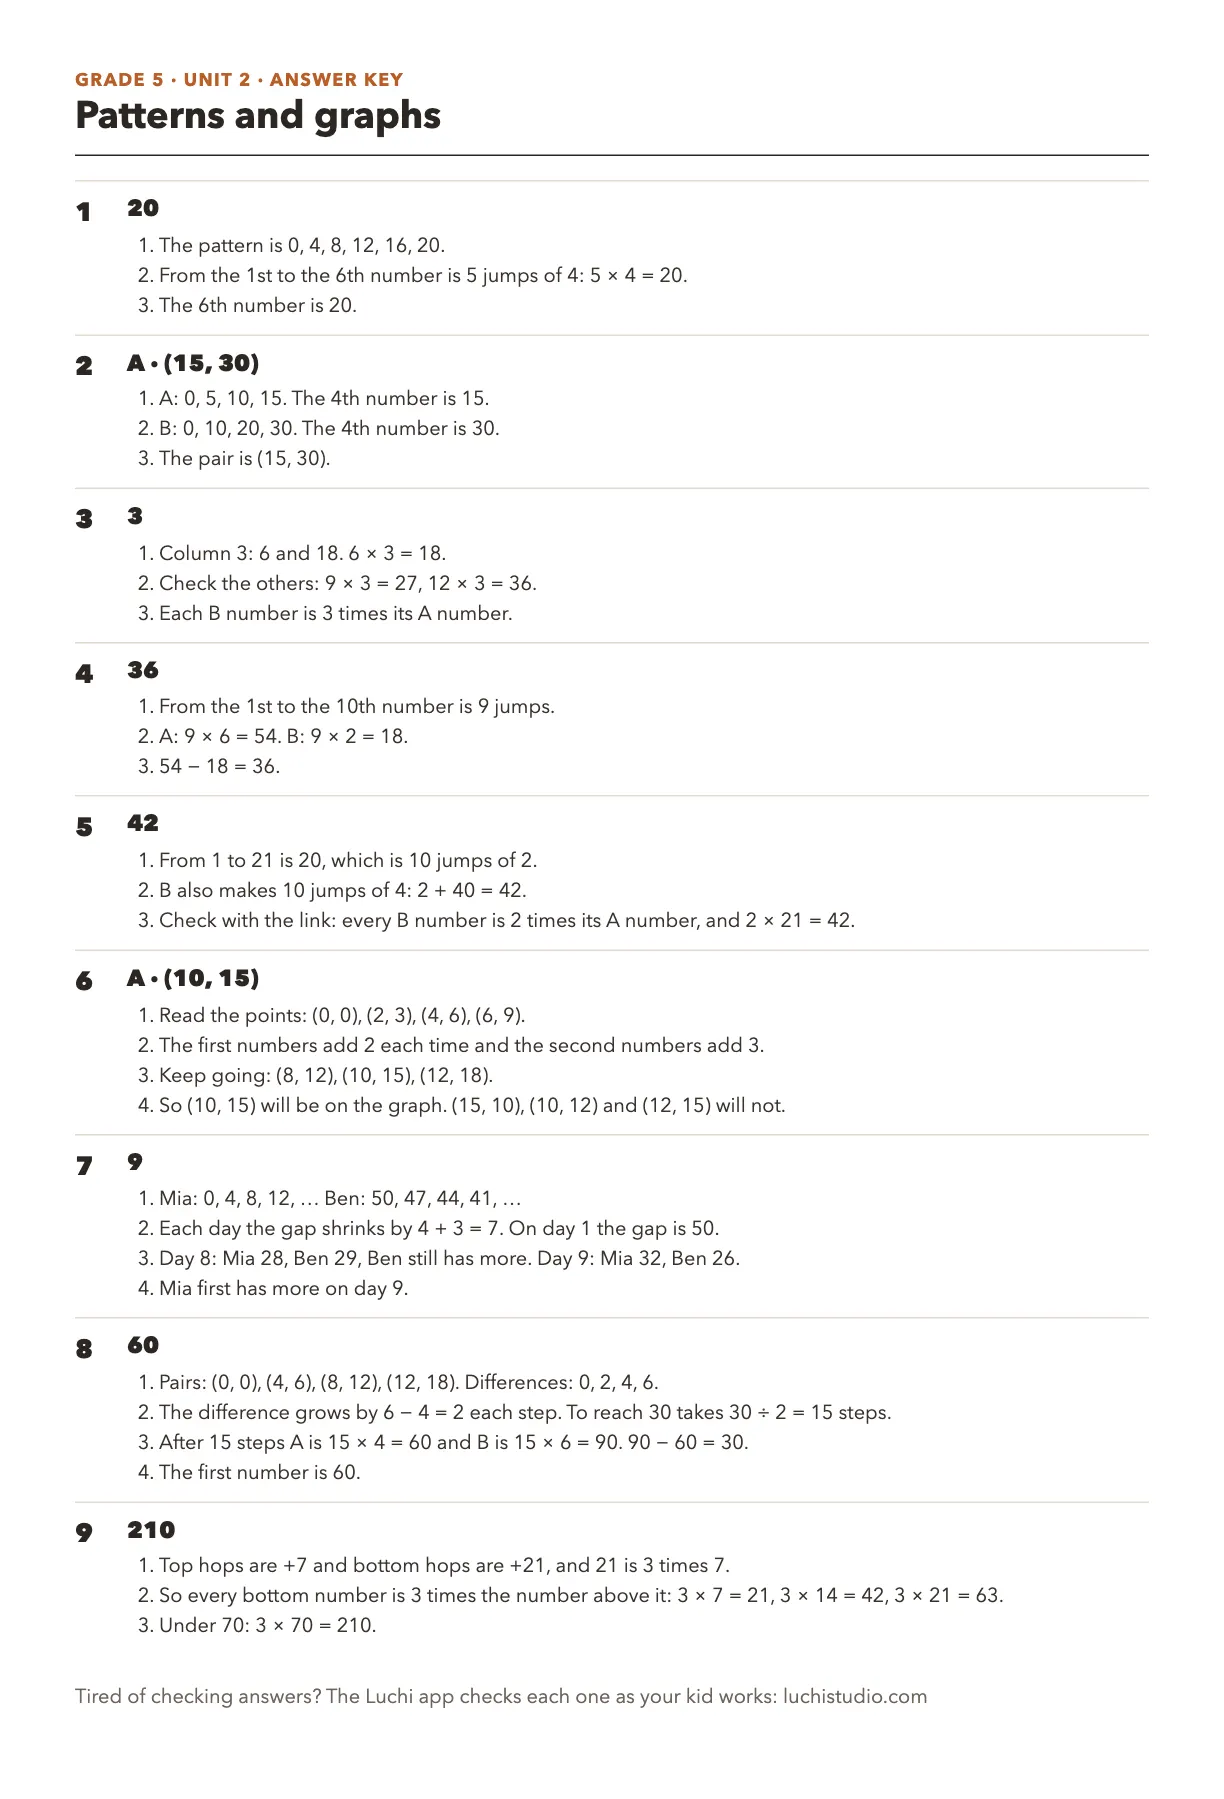 GRADE 5 · UNIT 2 · ANSWER KEY
Patterns and graphs
1 20
1. The pattern is 0, 4, 8, 12, 16, 20.
2. From the 1st to the 6th number is 5 jumps of 4: 5 × 4 = 20.
3. The 6th number is 20.
2 A · (15, 30)
1. A: 0, 5, 10, 15. The 4th number is 15.
2. B: 0, 10, 20, 30. The 4th number is 30.
3. The pair is (15, 30).
3 3
1. Column 3: 6 and 18. 6 × 3 = 18.
2. Check the others: 9 × 3 = 27, 12 × 3 = 36.
3. Each B number is 3 times its A number.
4 36
1. From the 1st to the 10th number is 9 jumps.
2. A: 9 × 6 = 54. B: 9 × 2 = 18.
3. 54 − 18 = 36.
5 42
1. From 1 to 21 is 20, which is 10 jumps of 2.
2. B also makes 10 jumps of 4: 2 + 40 = 42.
3. Check with the link: every B number is 2 times its A number, and 2 × 21 = 42.
6 A · (10, 15)
1. Read the points: (0, 0), (2, 3), (4, 6), (6, 9).
2. The first numbers add 2 each time and the second numbers add 3.
3. Keep going: (8, 12), (10, 15), (12, 18).
4. So (10, 15) will be on the graph. (15, 10), (10, 12) and (12, 15) will not.
7 9
1. Mia: 0, 4, 8, 12, … Ben: 50, 47, 44, 41, …
2. Each day the gap shrinks by 4 + 3 = 7. On day 1 the gap is 50.
3. Day 8: Mia 28, Ben 29, Ben still has more. Day 9: Mia 32, Ben 26.
4. Mia first has more on day 9.
8 60
1. Pairs: (0, 0), (4, 6), (8, 12), (12, 18). Differences: 0, 2, 4, 6.
2. The difference grows by 6 − 4 = 2 each step. To reach 30 takes 30 ÷ 2 = 15 steps.
3. After 15 steps A is 15 × 4 = 60 and B is 15 × 6 = 90. 90 − 60 = 30.
4. The first number is 60.
9 210
1. Top hops are +7 and bottom hops are +21, and 21 is 3 times 7.
2. So every bottom number is 3 times the number above it: 3 × 7 = 21, 3 × 14 = 42, 3 × 21 = 63.
3. Under 70: 3 × 70 = 210.
Tired of checking answers? The Luchi app checks each one as your kid works: luchistudio.com